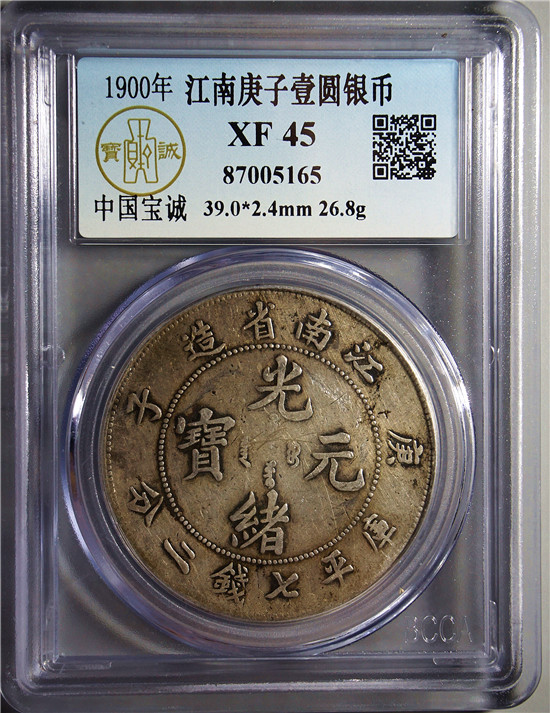 1900年 江南庚子壹圆银币
XF 45
87005165
寶誠
中国宝诚 39.0*2.4mm 26.8g
江南省造
庚子
光緒元寶
庫平七錢二分